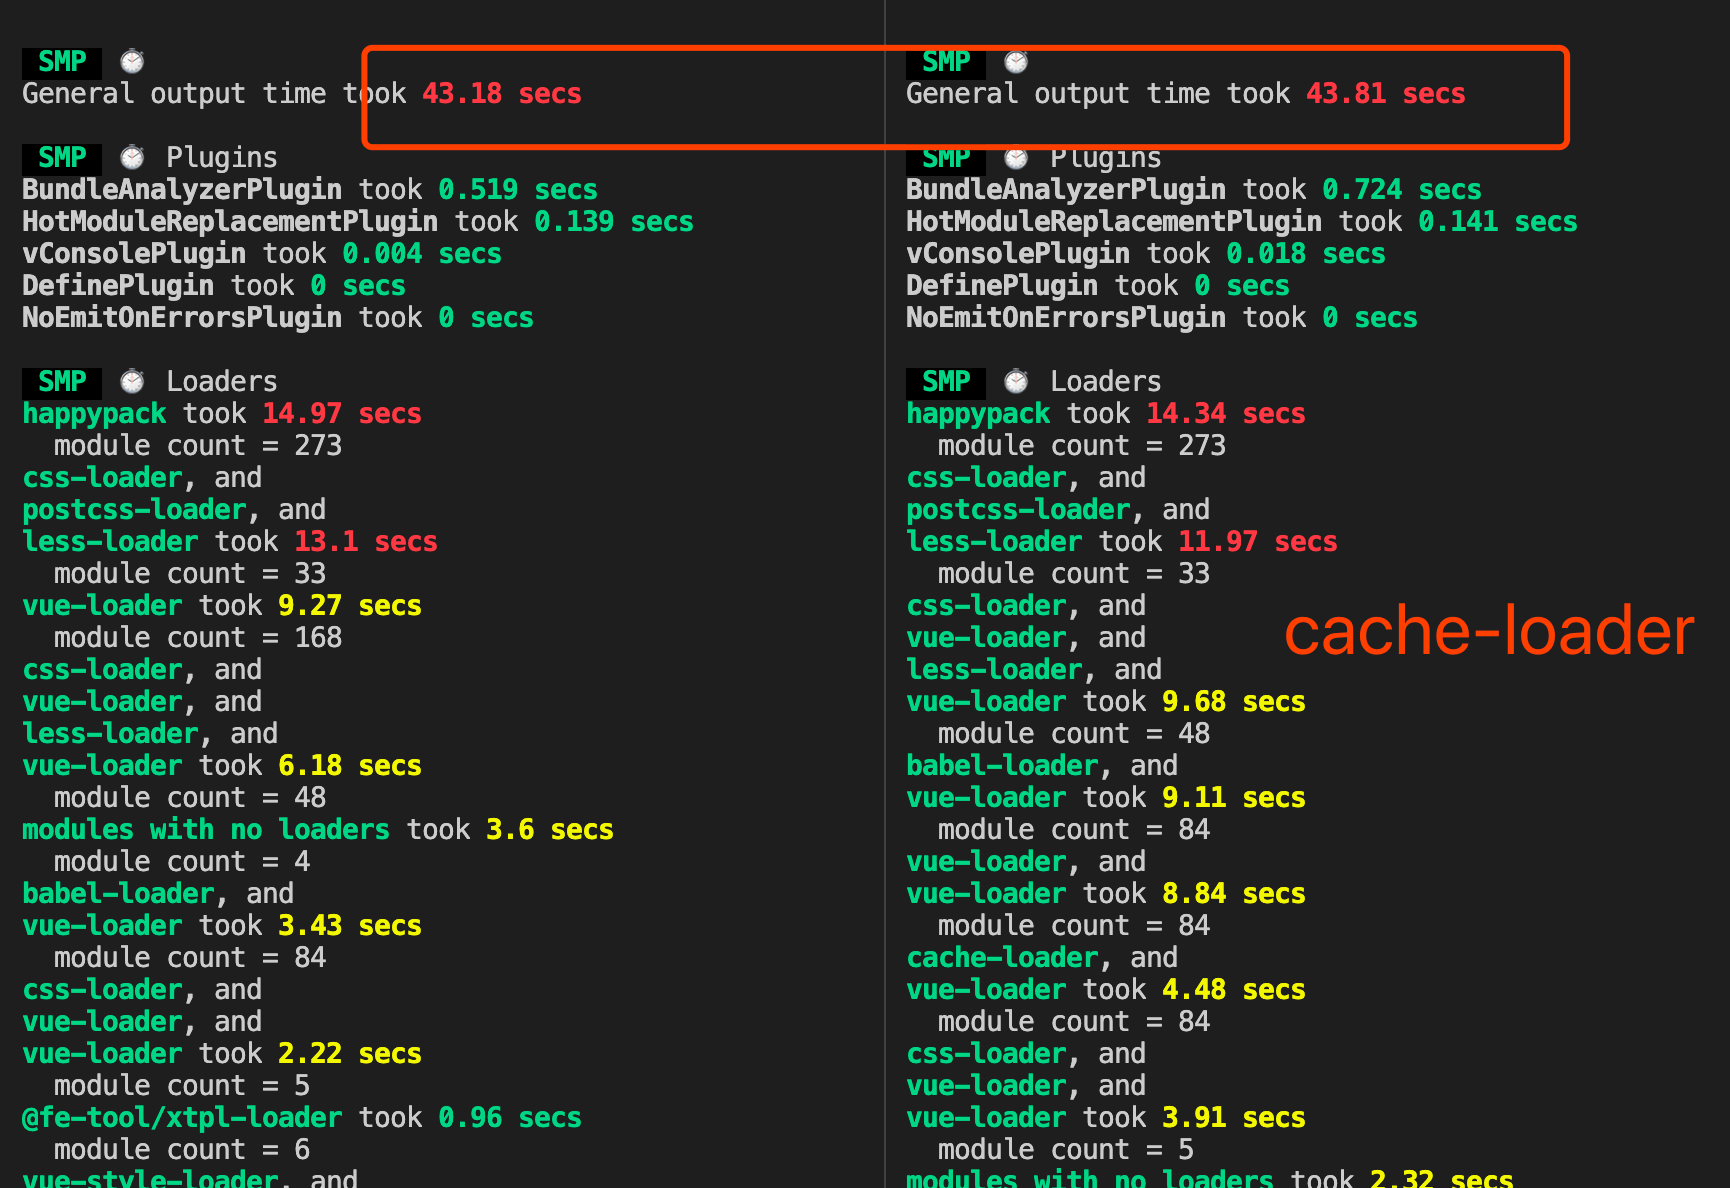 SMP ⏱
General output time took 43.18 secs
SMP ⏱ Plugins
BundleAnalyzerPlugin took 0.519 secs
HotModuleReplacementPlugin took 0.139 secs
vConsolePlugin took 0.004 secs
DefinePlugin took 0 secs
NoEmitOnErrorsPlugin took 0 secs
SMP ⏱ Loaders
happypack took 14.97 secs
module count = 273
css-loader, and
postcss-loader, and
less-loader took 13.1 secs
module count = 33
vue-loader took 9.27 secs
module count = 168
css-loader, and
vue-loader, and
less-loader, and
vue-loader took 6.18 secs
module count = 48
modules with no loaders took 3.6 secs
module count = 4
babel-loader, and
vue-loader took 3.43 secs
module count = 84
css-loader, and
vue-loader, and
vue-loader took 2.22 secs
module count = 5
@fe-tool/xtpl-loader took 0.96 secs
module count = 6
vue-style-loader, and
SMP ⏱
General output time took 43.81 secs
SMP ⏱ Plugins
BundleAnalyzerPlugin took 0.724 secs
HotModuleReplacementPlugin took 0.141 secs
vConsolePlugin took 0.018 secs
DefinePlugin took 0 secs
NoEmitOnErrorsPlugin took 0 secs
SMP ⏱ Loaders
happypack took 14.34 secs
module count = 273
css-loader, and
postcss-loader, and
less-loader took 11.97 secs
module count = 33
css-loader, and
vue-loader, and
less-loader, and
vue-loader took 9.68 secs
module count = 48
babel-loader, and
vue-loader took 9.11 secs
module count = 84
vue-loader, and
vue-loader took 8.84 secs
module count = 84
cache-loader, and
vue-loader took 4.48 secs
module count = 84
css-loader, and
vue-loader, and
vue-loader took 3.91 secs
module count = 5
modules with no loaders took 2.32 secs
cache-loader